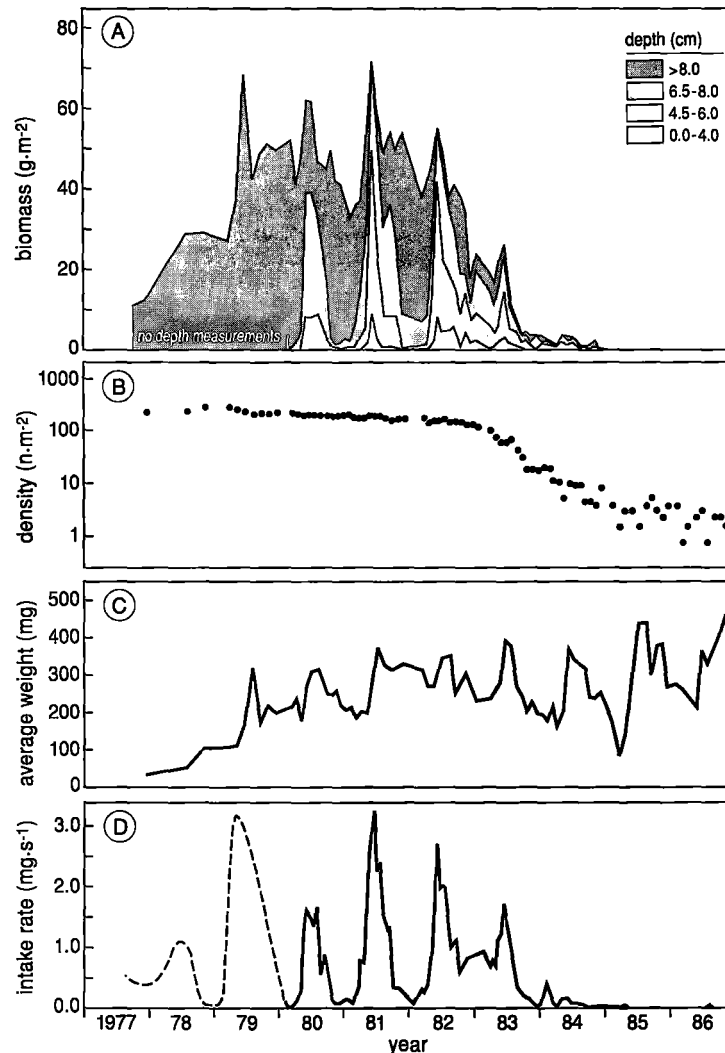 A
biomass (g·m-2)
80
60
40
20
0
depth (cm)
>8.0
6.5-8.0
4.5-6.0
0.0-4.0
no depth measurements
B
density (n·m-2)
1000
100
10
1
C
average weight (mg)
500
400
300
200
100
0
D
intake rate (mg·s-1)
3.0
2.0
1.0
0.0
1977 78 79 80 81 82 83 84 85 86
year